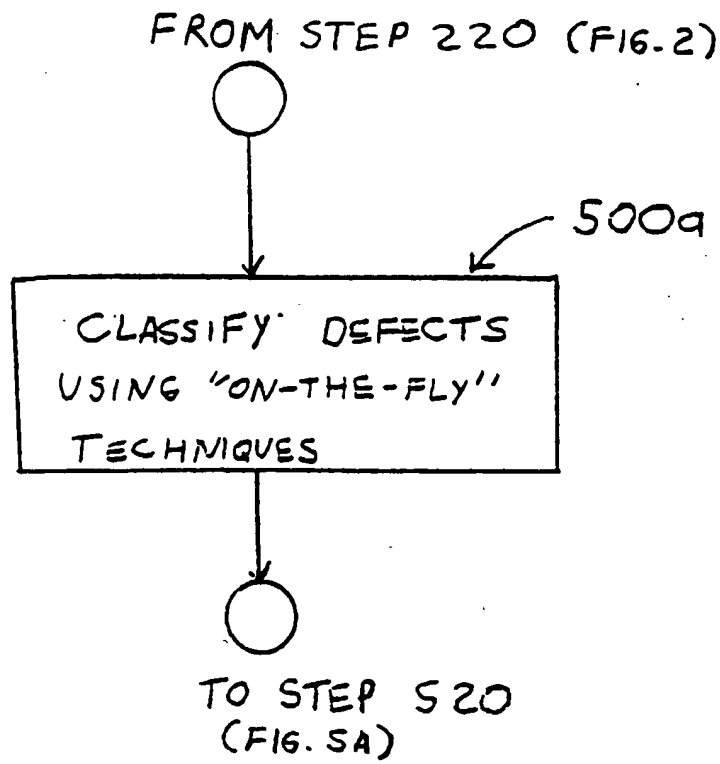 FROM STEP 220 (FIG. 2)
500a
CLASSIFY DEFECTS
USING "ON-THE-FLY"
TECHNIQUES
TO STEP 520
(FIG. 5A)